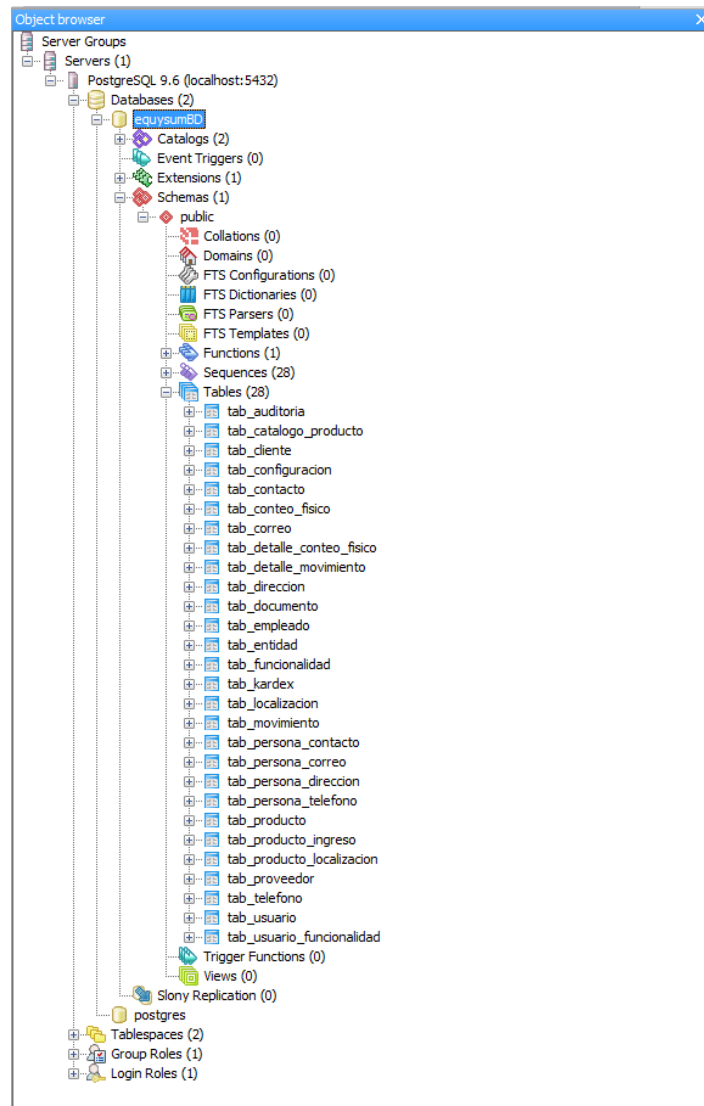 Object browser
Server Groups
Servers (1)
PostgreSQL 9.6 (localhost:5432)
Databases (2)
equysumBD
Catalogs (2)
Event Triggers (0)
Extensions (1)
Schemas (1)
public
Collations (0)
Domains (0)
FTS Configurations (0)
FTS Dictionaries (0)
FTS Parsers (0)
FTS Templates (0)
Functions (1)
Sequences (28)
Tables (28)
tab_auditoria
tab_catalogo_producto
tab_cliente
tab_configuracion
tab_contacto
tab_conteo_fisico
tab_correo
tab_detalle_conteo_fisico
tab_detalle_movimiento
tab_direccion
tab_documento
tab_empleado
tab_entidad
tab_funcionalidad
tab_kardex
tab_localizacion
tab_movimiento
tab_persona_contacto
tab_persona_correo
tab_persona_direccion
tab_persona_telefono
tab_producto
tab_producto_ingreso
tab_producto_localizacion
tab_proveedor
tab_telefono
tab_usuario
tab_usuario_funcionalidad
Trigger Functions (0)
Views (0)
Slony Replication (0)
postgres
Tablespaces (2)
Group Roles (1)
Login Roles (1)